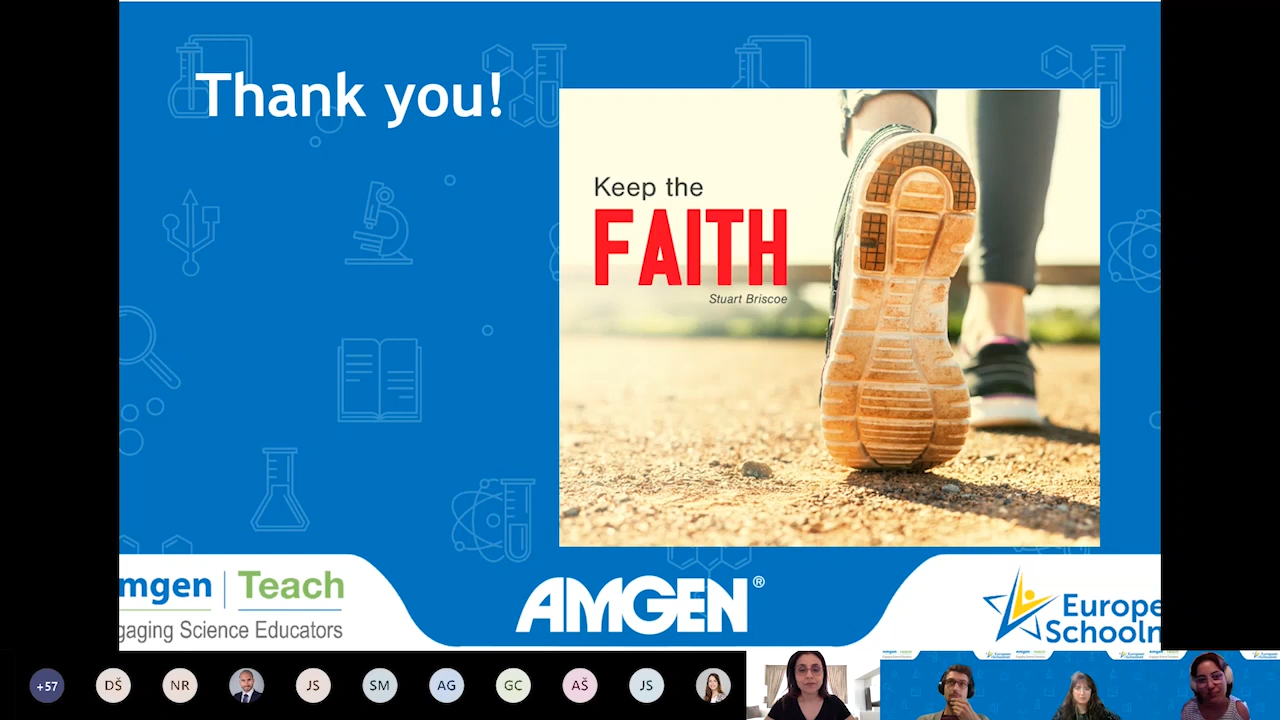 Thank you!
Keep the
FAITH
Stuart Briscoe
mgen | Teach
gaging Science Educators
AMGEN®
Europe
Schooln
+57
DŠ
NR
JS
SM
AG
GC
AŠ
JS